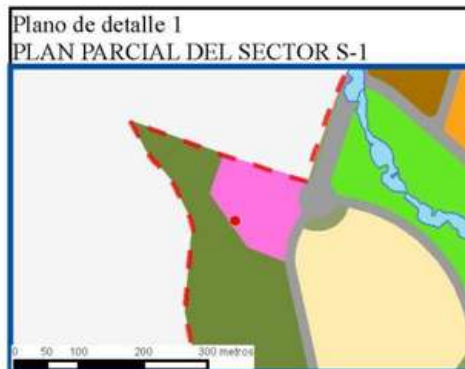 Plano de detalle 1
PLAN PARCIAL DEL SECTOR S-1
0 50 100 200 300 metros